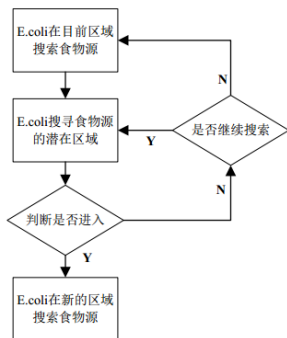 E.coli在目前区域
搜索食物源
N
E.coli搜寻食物源
的潜在区域
Y
是否继续搜索
N
判断是否进入
Y
E.coli在新的区域
搜索食物源